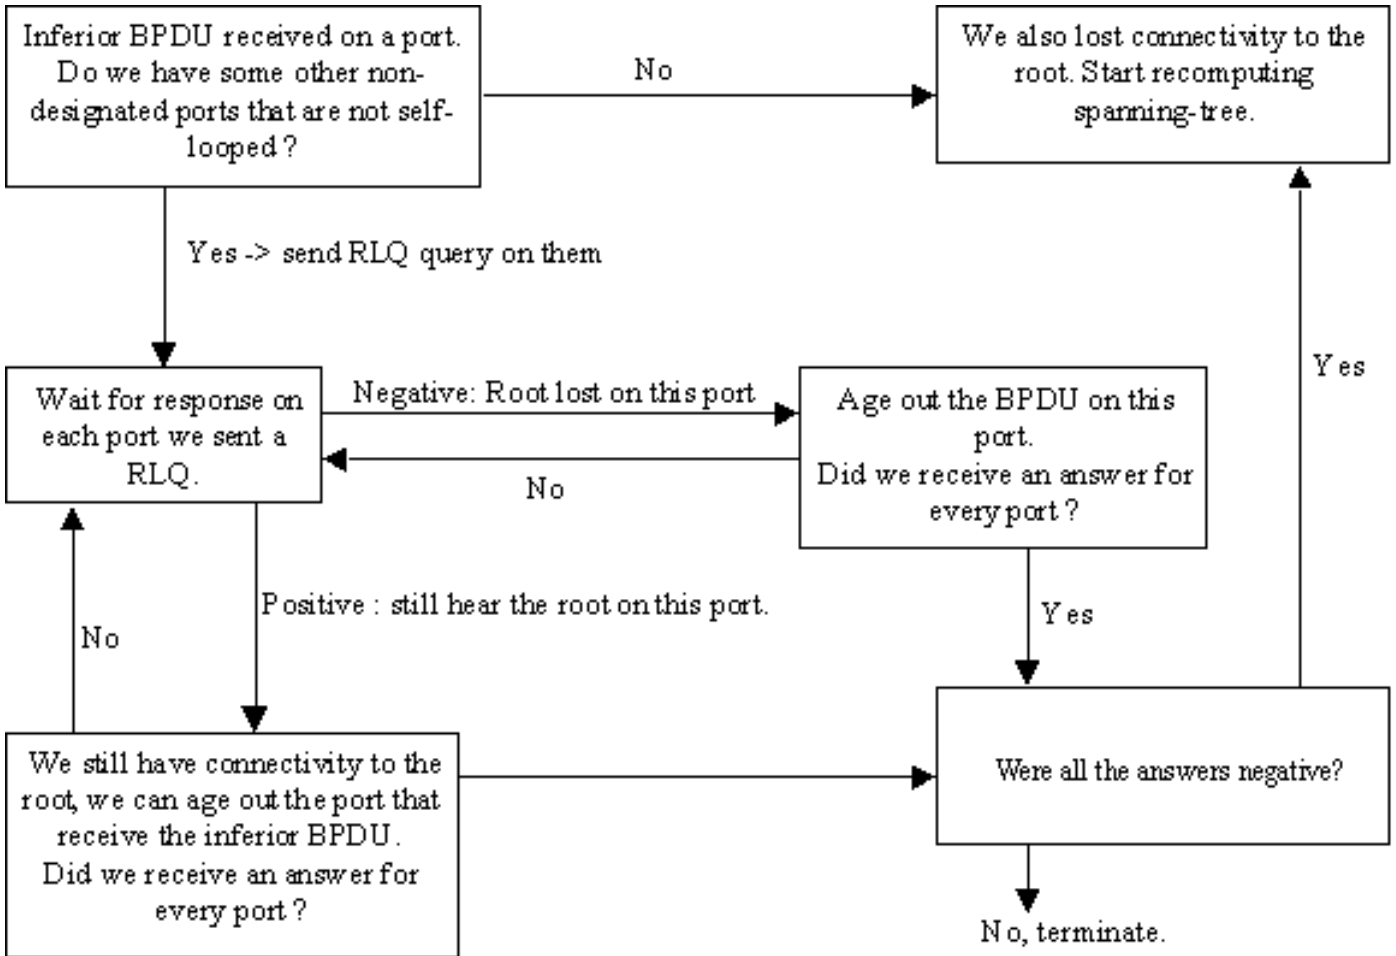 Inferior BPDU received on a port.
Do we have some other non-
designated ports that are not self-
looped ?
No
We also lost connectivity to the
root. Start recomputing
spanning-tree.
Yes -> send RLQ query on them
Yes
Wait for response on
each port we sent a
RLQ.
Negative: Root lost on this port
No
Age out the BPDU on this
port.
Did we receive an answer for
every port ?
Positive : still hear the root on this port.
No
Yes
We still have connectivity to the
root, we can age out the port that
receive the inferior BPDU.
Did we receive an answer for
every port ?
Were all the answers negative?
No, terminate.